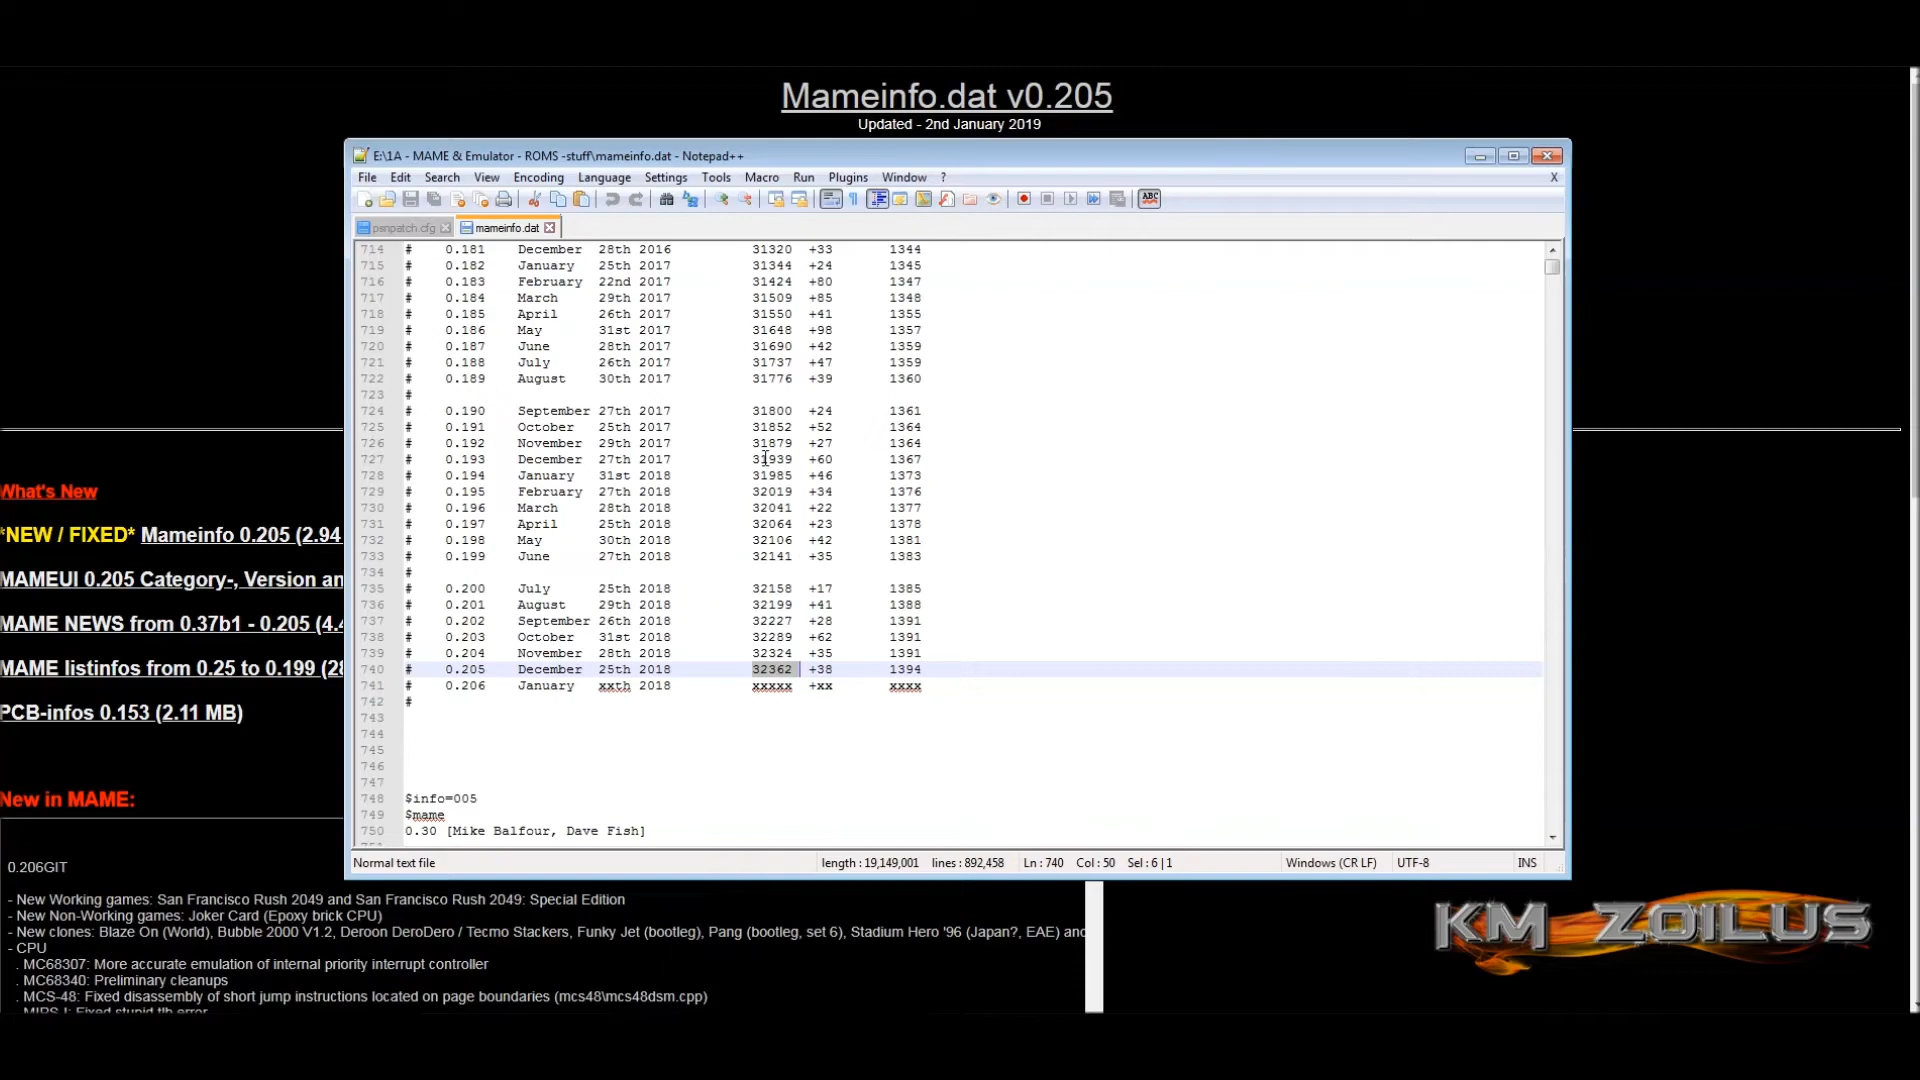 Mameinfo.dat v0.205
Updated - 2nd January 2019
E:\1A - MAME & Emulator - ROMS -stuff\mameinfo.dat - Notepad++
File Edit Search View Encoding Language Settings Tools Macro Run Plugins Window ? X
psnpatch.cfg mameinfo.dat
714 # 0.181 December 28th 2016 31320 +33 1344
715 # 0.182 January 25th 2017 31344 +24 1345
716 # 0.183 February 22nd 2017 31424 +80 1347
717 # 0.184 March 29th 2017 31509 +85 1348
718 # 0.185 April 26th 2017 31550 +41 1355
719 # 0.186 May 31st 2017 31648 +98 1357
720 # 0.187 June 28th 2017 31690 +42 1359
721 # 0.188 July 26th 2017 31737 +47 1359
722 # 0.189 August 30th 2017 31776 +39 1360
723 #
724 # 0.190 September 27th 2017 31800 +24 1361
725 # 0.191 October 25th 2017 31852 +52 1364
726 # 0.192 November 29th 2017 31879 +27 1364
727 # 0.193 December 27th 2017 31939 +60 1367
728 # 0.194 January 31st 2018 31985 +46 1373
729 # 0.195 February 27th 2018 32019 +34 1376
730 # 0.196 March 28th 2018 32041 +22 1377
731 # 0.197 April 25th 2018 32064 +23 1378
732 # 0.198 May 30th 2018 32106 +42 1381
733 # 0.199 June 27th 2018 32141 +35 1383
734 #
735 # 0.200 July 25th 2018 32158 +17 1385
736 # 0.201 August 29th 2018 32199 +41 1388
737 # 0.202 September 26th 2018 32227 +28 1391
738 # 0.203 October 31st 2018 32289 +62 1391
739 # 0.204 November 28th 2018 32324 +35 1391
740 # 0.205 December 25th 2018 32362 +38 1394
741 # 0.206 January xxth 2018 xxxxx +xx xxxx
742 #
743
744
745
746
747
748 $info=005
749 $mame
750 0.30 [Mike Balfour, Dave Fish]
Normal text file length : 19,149,001 lines : 892,458 Ln : 740 Col : 50 Sel : 6 | 1 Windows (CR LF) UTF-8 INS
What's New
*NEW / FIXED* Mameinfo 0.205 (2.94
MAMEUI 0.205 Category-, Version an
MAME NEWS from 0.37b1 - 0.205 (4.4
MAME listinfos from 0.25 to 0.199 (28
PCB-infos 0.153 (2.11 MB)
New in MAME:
0.206GIT
- New Working games: San Francisco Rush 2049 and San Francisco Rush 2049: Special Edition
- New Non-Working games: Joker Card (Epoxy brick CPU)
- New clones: Blaze On (World), Bubble 2000 V1.2, Deroon DeroDero / Tecmo Stackers, Funky Jet (bootleg), Pang (bootleg, set 6), Stadium Hero '96 (Japan?, EAE) and
- CPU
. MC68307: More accurate emulation of internal priority interrupt controller
. MC68340: Preliminary cleanups
. MCS-48: Fixed disassembly of short jump instructions located on page boundaries (mcs48\mcs48dsm.cpp)
. MIPS-I: Fixed stupid tlb error
KM ZOILUS